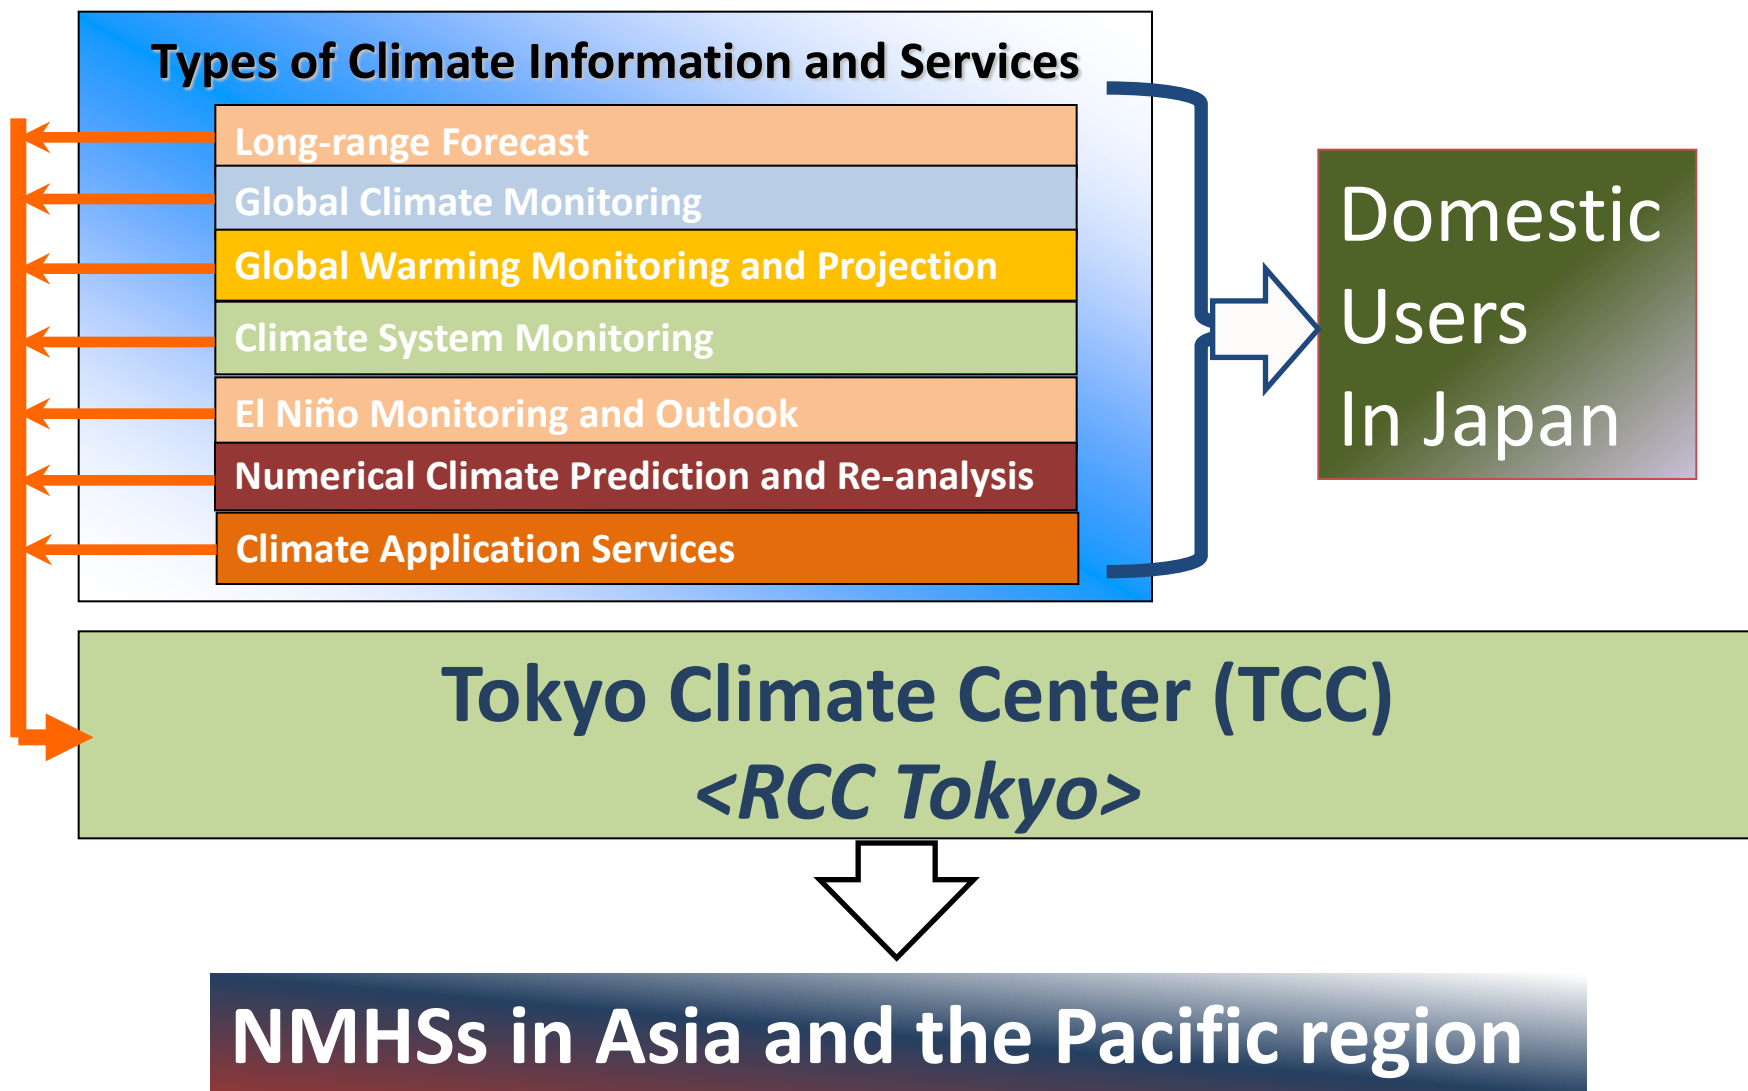 Types of Climate Information and Services
Long-range Forecast
Global Climate Monitoring
Global Warming Monitoring and Projection
Climate System Monitoring
El Niño Monitoring and Outlook
Numerical Climate Prediction and Re-analysis
Climate Application Services
Domestic
Users
In Japan
Tokyo Climate Center (TCC)
<RCC Tokyo>
NMHSs in Asia and the Pacific region